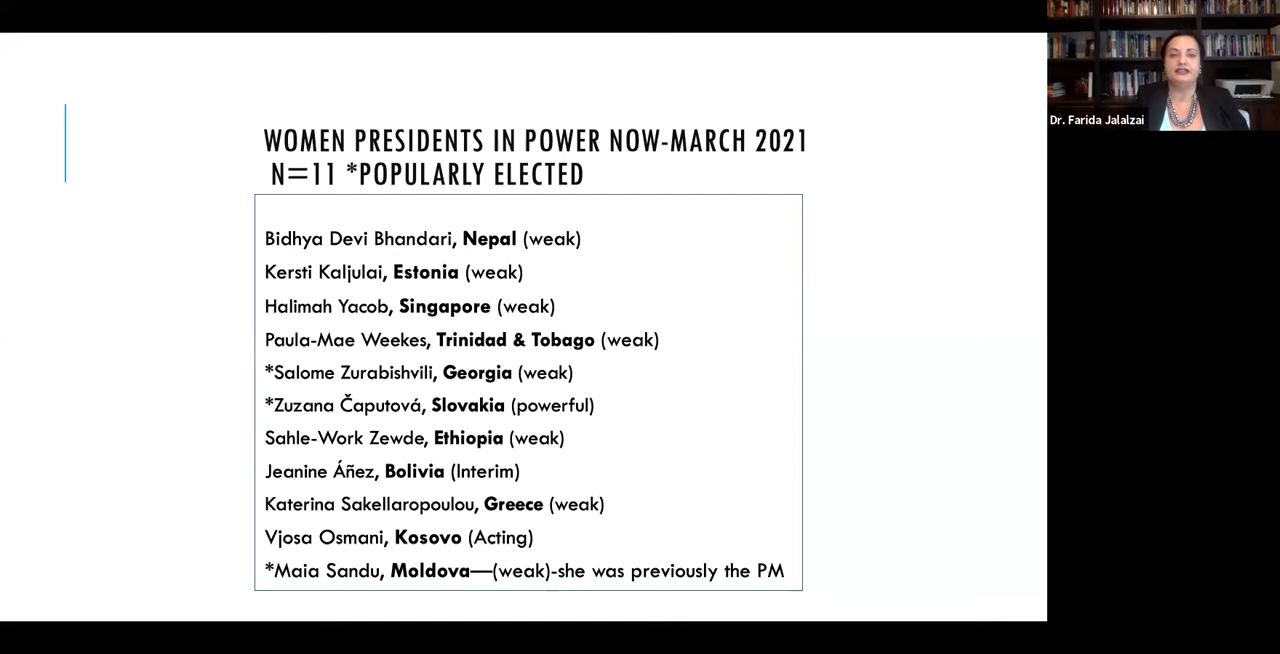 WOMEN PRESIDENTS IN POWER NOW-MARCH 2021
N=11 *POPULARLY ELECTED
Bidhya Devi Bhandari, Nepal (weak)
Kersti Kaljulai, Estonia (weak)
Halimah Yacob, Singapore (weak)
Paula-Mae Weekes, Trinidad & Tobago (weak)
*Salome Zurabishvili, Georgia (weak)
*Zuzana Čaputová, Slovakia (powerful)
Sahle-Work Zewde, Ethiopia (weak)
Jeanine Áñez, Bolivia (Interim)
Katerina Sakellaropoulou, Greece (weak)
Vjosa Osmani, Kosovo (Acting)
*Maia Sandu, Moldova—(weak)-she was previously the PM
Dr. Farida Jalalzai